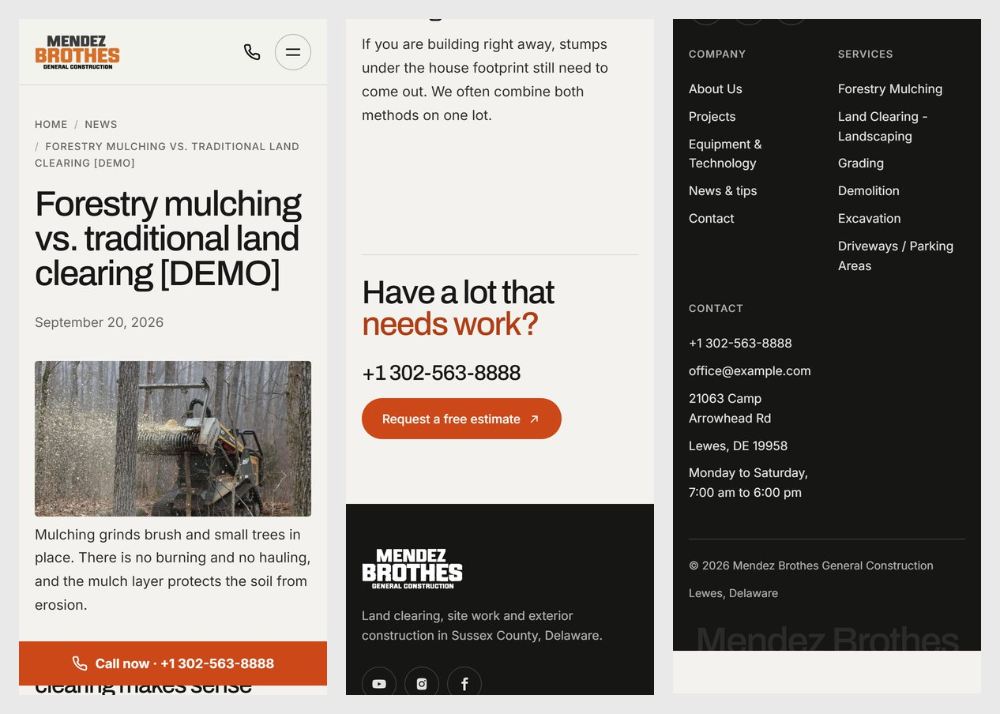 MENDEZ
BROTHES
GENERAL CONSTRUCTION
HOME / NEWS
/ FORESTRY MULCHING VS. TRADITIONAL LAND
CLEARING [DEMO]
Forestry mulching
vs. traditional land
clearing [DEMO]
September 20, 2026
Mulching grinds brush and small trees in
place. There is no burning and no hauling,
and the mulch layer protects the soil from
erosion.
Call now · +1 302-563-8888
clearing makes sense
If you are building right away, stumps
under the house footprint still need to
come out. We often combine both
methods on one lot.
Have a lot that
needs work?
+1 302-563-8888
Request a free estimate
MENDEZ
BROTHES
GENERAL CONSTRUCTION
Land clearing, site work and exterior
construction in Sussex County, Delaware.
COMPANY
About Us
Projects
Equipment &
Technology
News & tips
Contact
SERVICES
Forestry Mulching
Land Clearing -
Landscaping
Grading
Demolition
Excavation
Driveways / Parking
Areas
CONTACT
+1 302-563-8888
office@example.com
21063 Camp
Arrowhead Rd
Lewes, DE 19958
Monday to Saturday,
7:00 am to 6:00 pm
© 2026 Mendez Brothes General Construction
Lewes, Delaware
Mendez Brothes